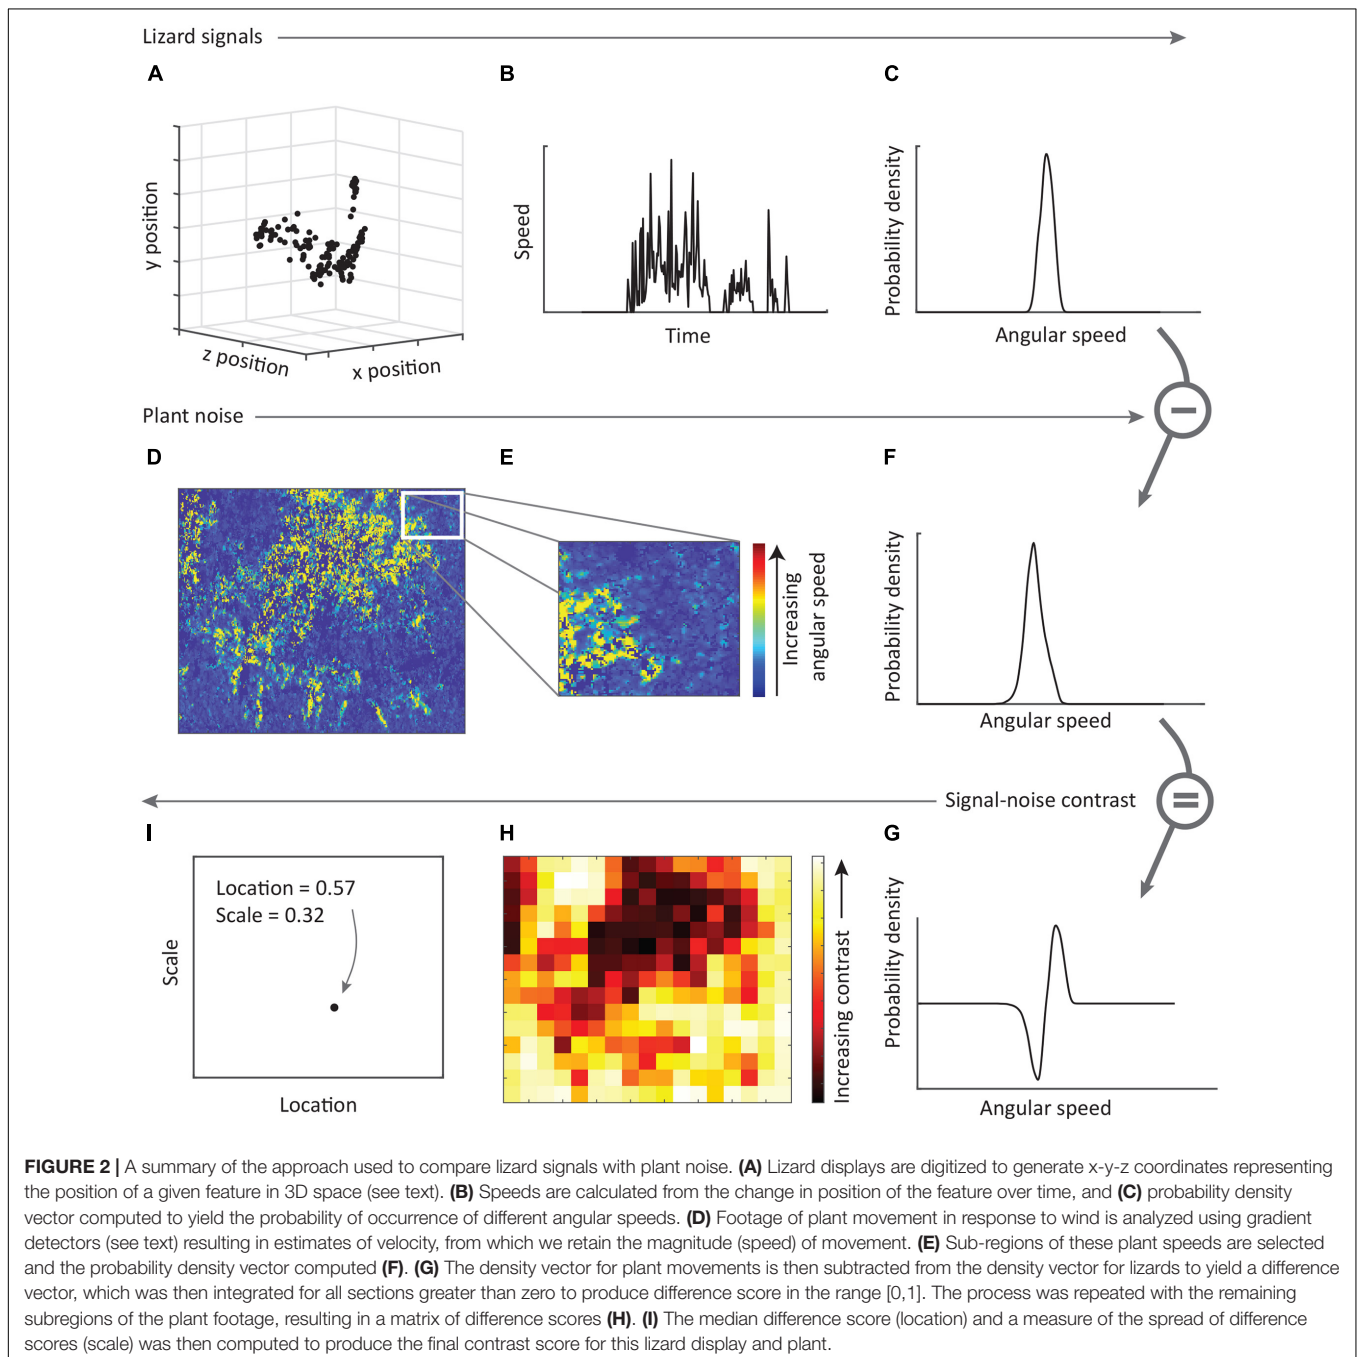 Lizard signals
A
B
C
y position
z position
x position
Speed
Time
Probability density
Angular speed
Plant noise
D
E
F
Increasing
angular speed
Probability density
Angular speed
Signal-noise contrast
I
H
G
Location = 0.57
Scale = 0.32
Scale
Location
Increasing contrast
Probability density
Angular speed
FIGURE 2 | A summary of the approach used to compare lizard signals with plant noise. (A) Lizard displays are digitized to generate x-y-z coordinates representing
the position of a given feature in 3D space (see text). (B) Speeds are calculated from the change in position of the feature over time, and (C) probability density
vector computed to yield the probability of occurrence of different angular speeds. (D) Footage of plant movement in response to wind is analyzed using gradient
detectors (see text) resulting in estimates of velocity, from which we retain the magnitude (speed) of movement. (E) Sub-regions of these plant speeds are selected
and the probability density vector computed (F). (G) The density vector for plant movements is then subtracted from the density vector for lizards to yield a difference
vector, which was then integrated for all sections greater than zero to produce difference score in the range [0,1]. The process was repeated with the remaining
subregions of the plant footage, resulting in a matrix of difference scores (H). (I) The median difference score (location) and a measure of the spread of difference
scores (scale) was then computed to produce the final contrast score for this lizard display and plant.